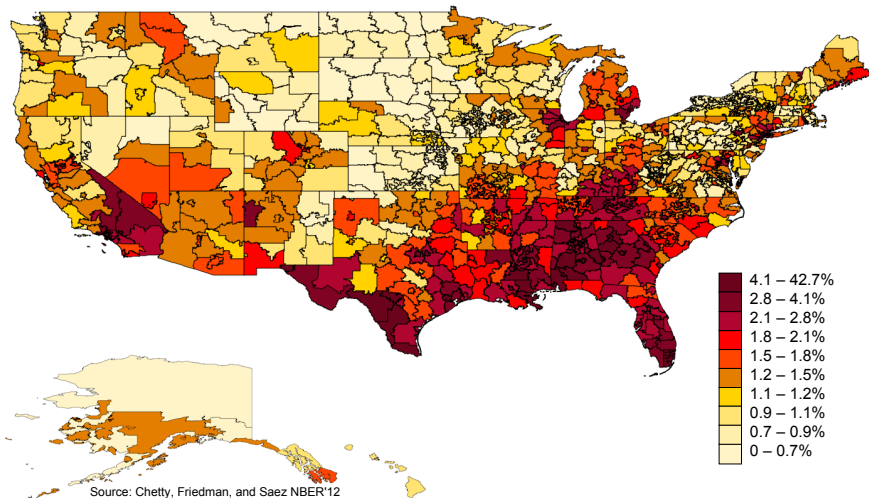 4.1 – 42.7%
2.8 – 4.1%
2.1 – 2.8%
1.8 – 2.1%
1.5 – 1.8%
1.2 – 1.5%
1.1 – 1.2%
0.9 – 1.1%
0.7 – 0.9%
0 – 0.7%
Source: Chetty, Friedman, and Saez NBER'12